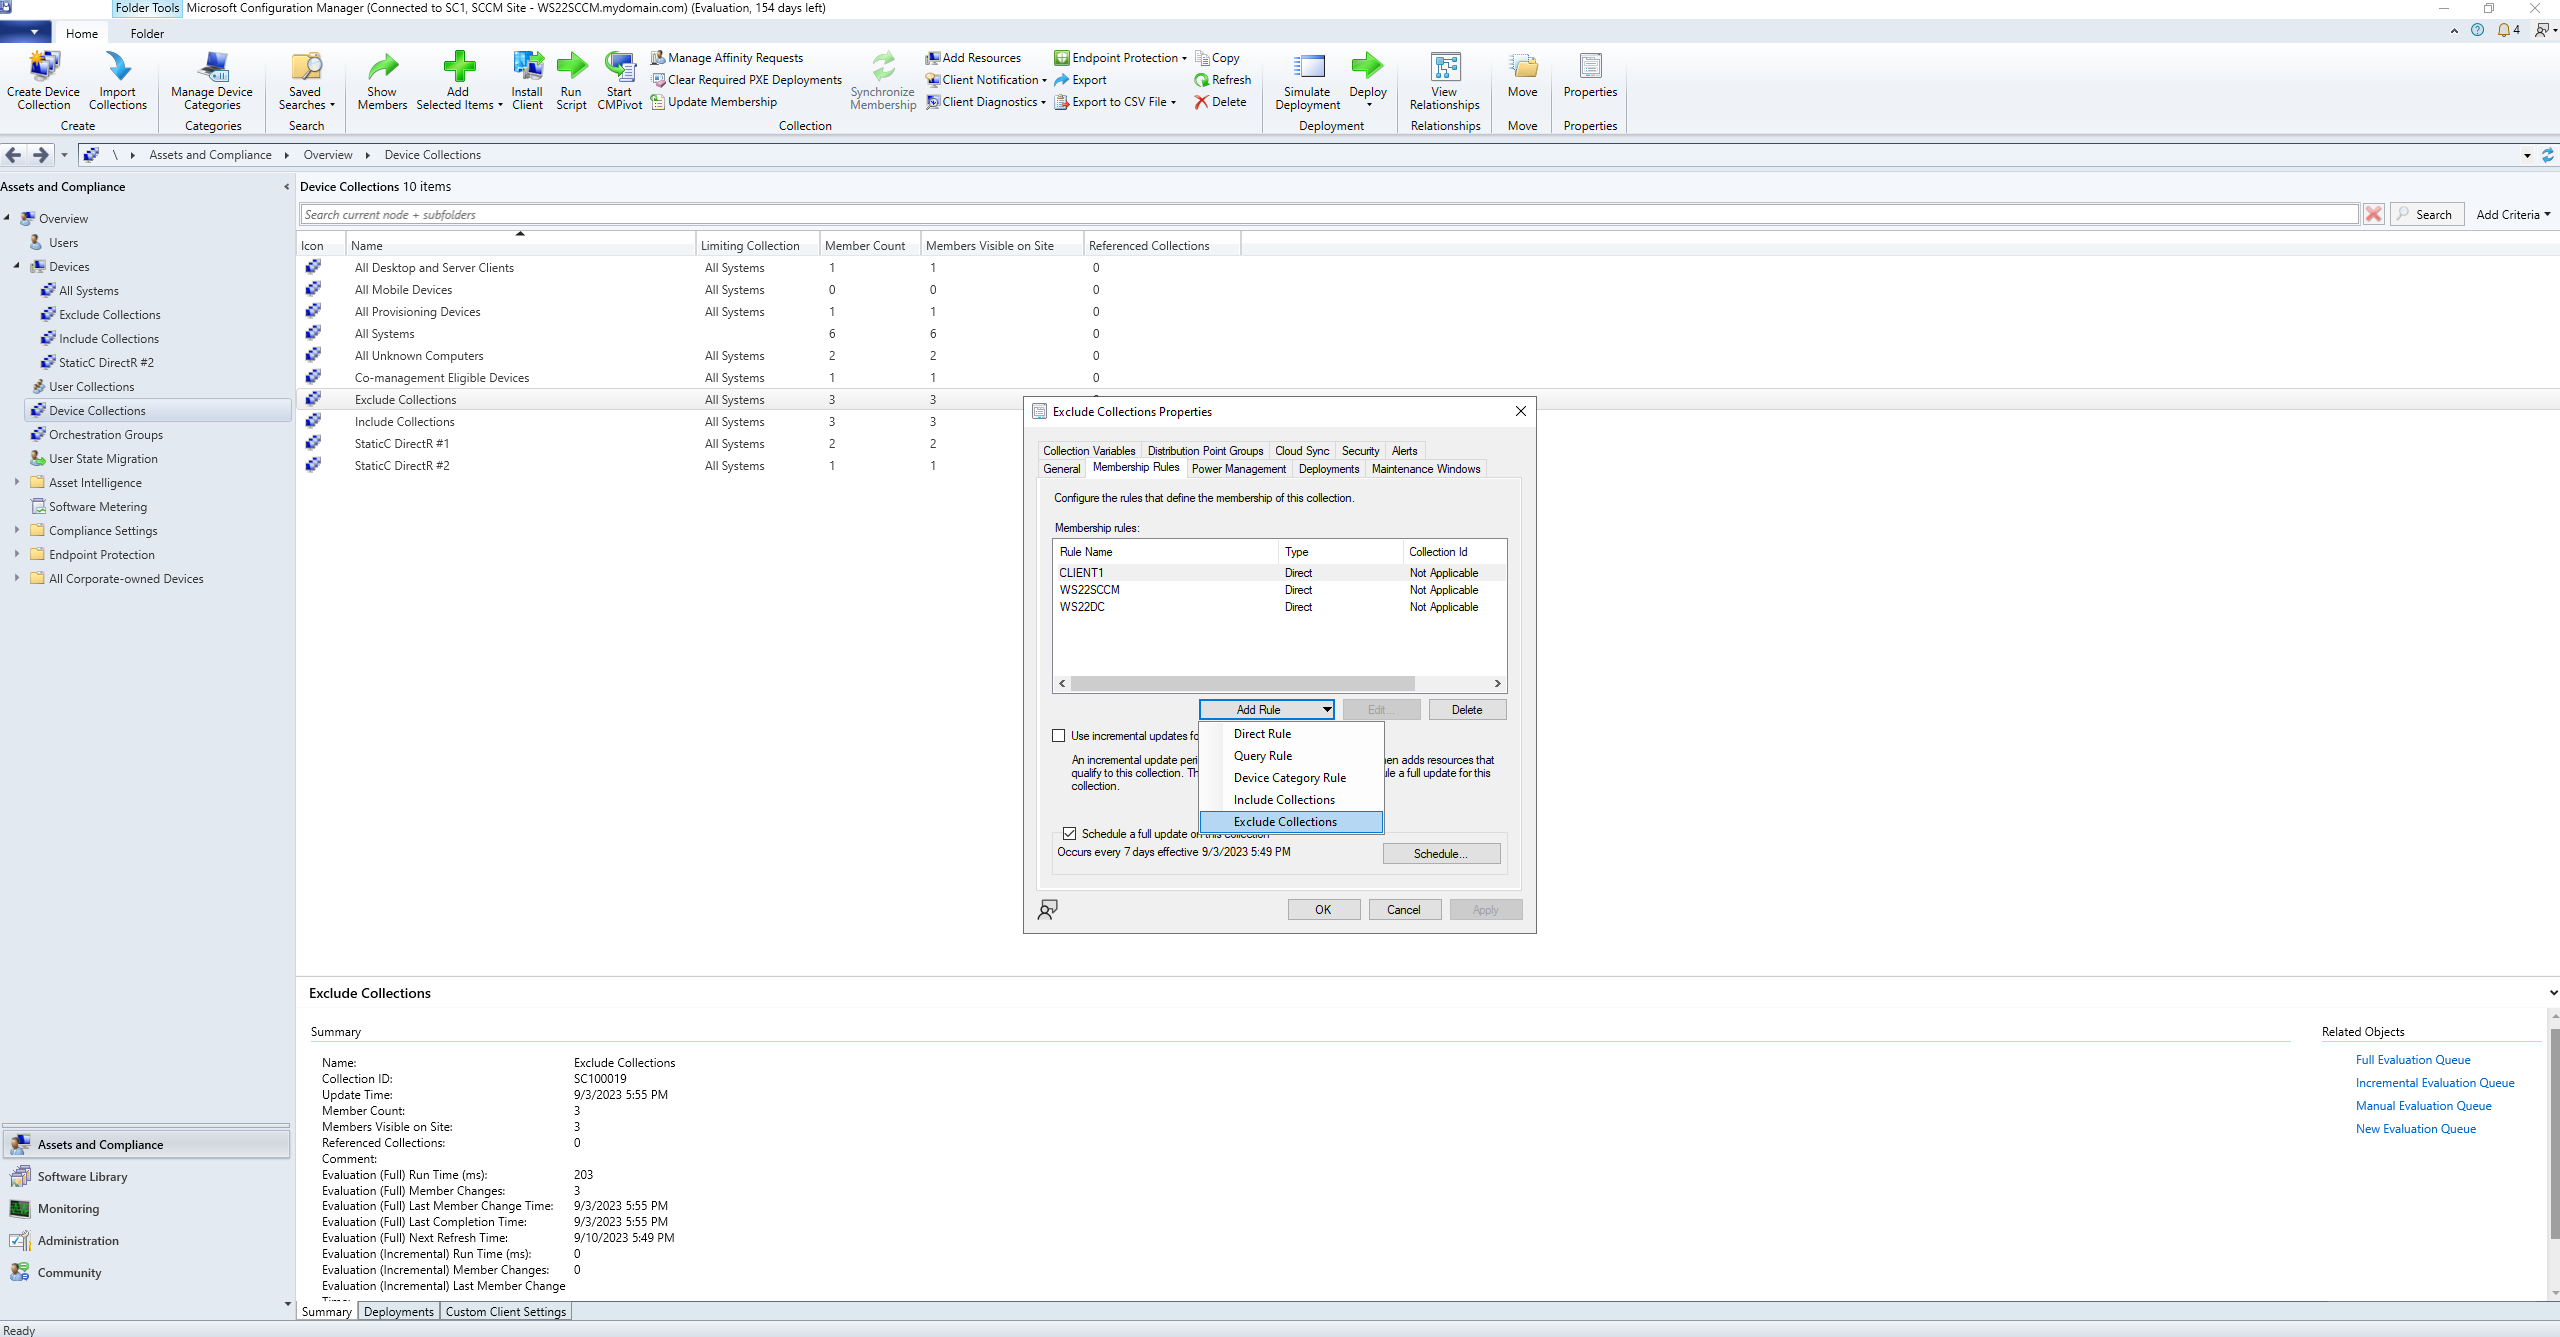 Folder Tools Microsoft Configuration Manager (Connected to SC1, SCCM Site - WS22SCCM.mydomain.com) (Evaluation, 154 days left)
Home Folder 4
Create Device Collection
Import Collections
Create
Manage Device Categories
Categories
Saved Searches
Search
Show Members
Add Selected Items
Install Client
Run Script
Start CMPivot
Manage Affinity Requests
Clear Required PXE Deployments
Update Membership
Synchronize Membership
Add Resources
Client Notification
Client Diagnostics
Endpoint Protection
Export
Export to CSV File
Copy
Refresh
Delete
Collection
Simulate Deployment
Deploy
Deployment
View Relationships
Relationships
Move
Move
Properties
Properties
\ Assets and Compliance Overview Device Collections
Assets and Compliance
Overview
Users
Devices
All Systems
Exclude Collections
Include Collections
StaticC DirectR #2
User Collections
Device Collections
Orchestration Groups
User State Migration
Asset Intelligence
Software Metering
Compliance Settings
Endpoint Protection
All Corporate-owned Devices
Assets and Compliance
Software Library
Monitoring
Administration
Community
Device Collections 10 items
Search current node + subfolders Search Add Criteria
Icon Name Limiting Collection Member Count Members Visible on Site Referenced Collections
All Desktop and Server Clients All Systems 1 1 0
All Mobile Devices All Systems 0 0 0
All Provisioning Devices All Systems 1 1 0
All Systems 6 6 0
All Unknown Computers All Systems 2 2 0
Co-management Eligible Devices All Systems 1 1 0
Exclude Collections All Systems 3 3
Include Collections All Systems 3 3
StaticC DirectR #1 All Systems 2 2
StaticC DirectR #2 All Systems 1 1
Exclude Collections Properties
Collection Variables Distribution Point Groups Cloud Sync Security Alerts
General Membership Rules Power Management Deployments Maintenance Windows
Configure the rules that define the membership of this collection.
Membership rules:
Rule Name Type Collection Id
CLIENT1 Direct Not Applicable
WS22SCCM Direct Not Applicable
WS22DC Direct Not Applicable
Add Rule Edit... Delete
Direct Rule
Query Rule
Device Category Rule
Include Collections
Exclude Collections
Use incremental updates fo
An incremental update peri en adds resources that
qualify to this collection. Th le a full update for this
collection.
Schedule a full update on this collection
Occurs every 7 days effective 9/3/2023 5:49 PM Schedule...
OK Cancel Apply
Exclude Collections
Summary
Name: Exclude Collections
Collection ID: SC100019
Update Time: 9/3/2023 5:55 PM
Member Count: 3
Members Visible on Site: 3
Referenced Collections: 0
Comment:
Evaluation (Full) Run Time (ms): 203
Evaluation (Full) Member Changes: 3
Evaluation (Full) Last Member Change Time: 9/3/2023 5:55 PM
Evaluation (Full) Last Completion Time: 9/3/2023 5:55 PM
Evaluation (Full) Next Refresh Time: 9/10/2023 5:49 PM
Evaluation (Incremental) Run Time (ms): 0
Evaluation (Incremental) Member Changes: 0
Evaluation (Incremental) Last Member Change
Time:
Related Objects
Full Evaluation Queue
Incremental Evaluation Queue
Manual Evaluation Queue
New Evaluation Queue
Summary Deployments Custom Client Settings
Ready